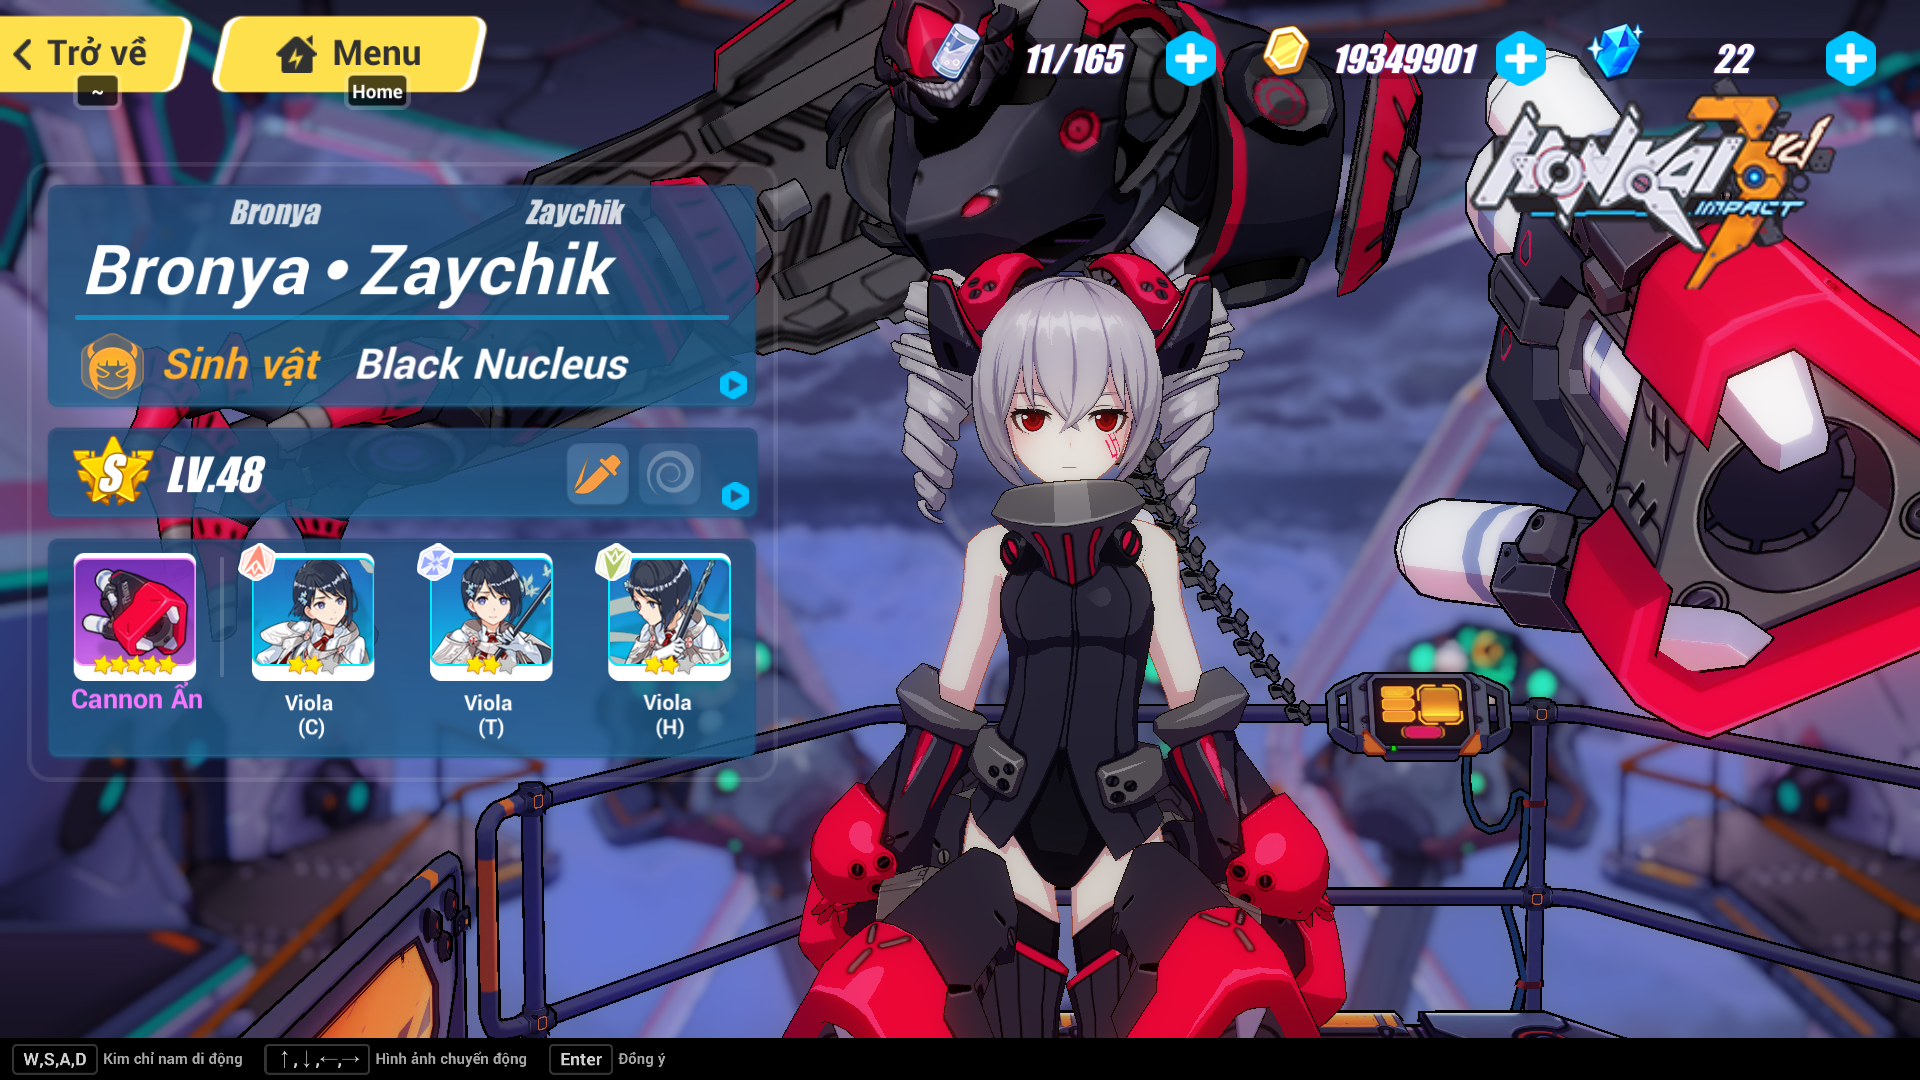 Trở về
~
Menu
Home
11/165
19349901
22
HONKAI 3rd
IMPACT
Bronya Zaychik
Bronya • Zaychik
Sinh vật Black Nucleus
S LV.48
Cannon Ẩn
Viola
(C)
Viola
(T)
Viola
(H)
W,S,A,D Kim chỉ nam di động ↑,↓,←,→ Hình ảnh chuyển động Enter Đồng ý